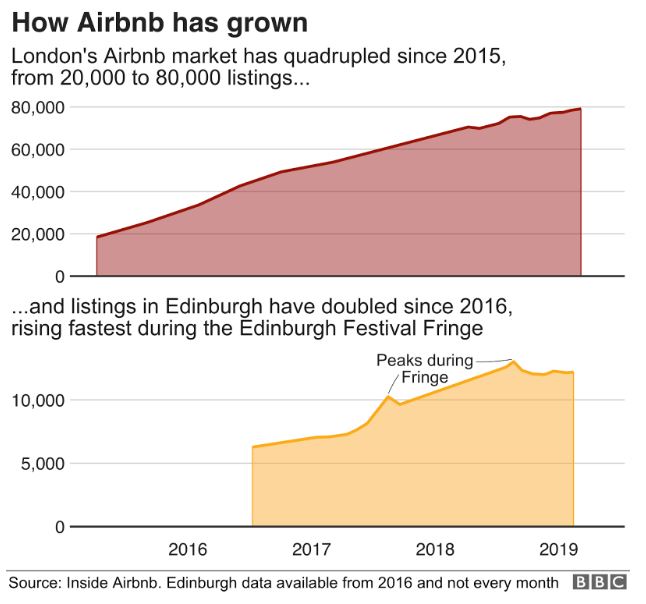 How Airbnb has grown
London's Airbnb market has quadrupled since 2015,
from 20,000 to 80,000 listings...
80,000
60,000
40,000
20,000
0
...and listings in Edinburgh have doubled since 2016,
rising fastest during the Edinburgh Festival Fringe
Peaks during
Fringe
10,000
5,000
0
2016 2017 2018 2019
Source: Inside Airbnb. Edinburgh data available from 2016 and not every month BBC